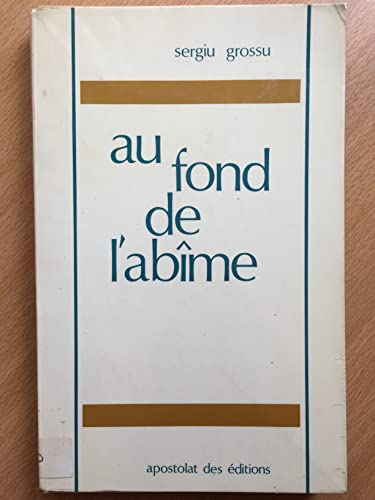 sergiu grossu
au
fond
de
l'abîme
apostolat des éditions